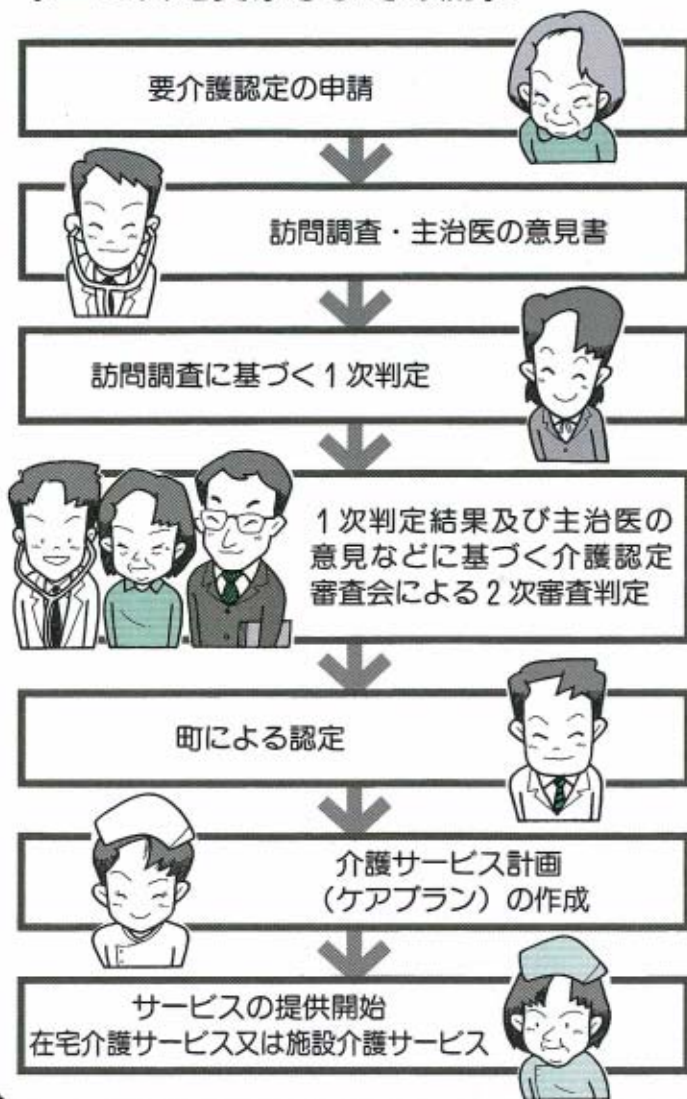 要介護認定の申請
訪問調査・主治医の意見書
訪問調査に基づく1次判定
1次判定結果及び主治医の
意見などに基づく介護認定
審査会による2次審査判定
町による認定
介護サービス計画
(ケアプラン)の作成
サービスの提供開始
在宅介護サービス又は施設介護サービス